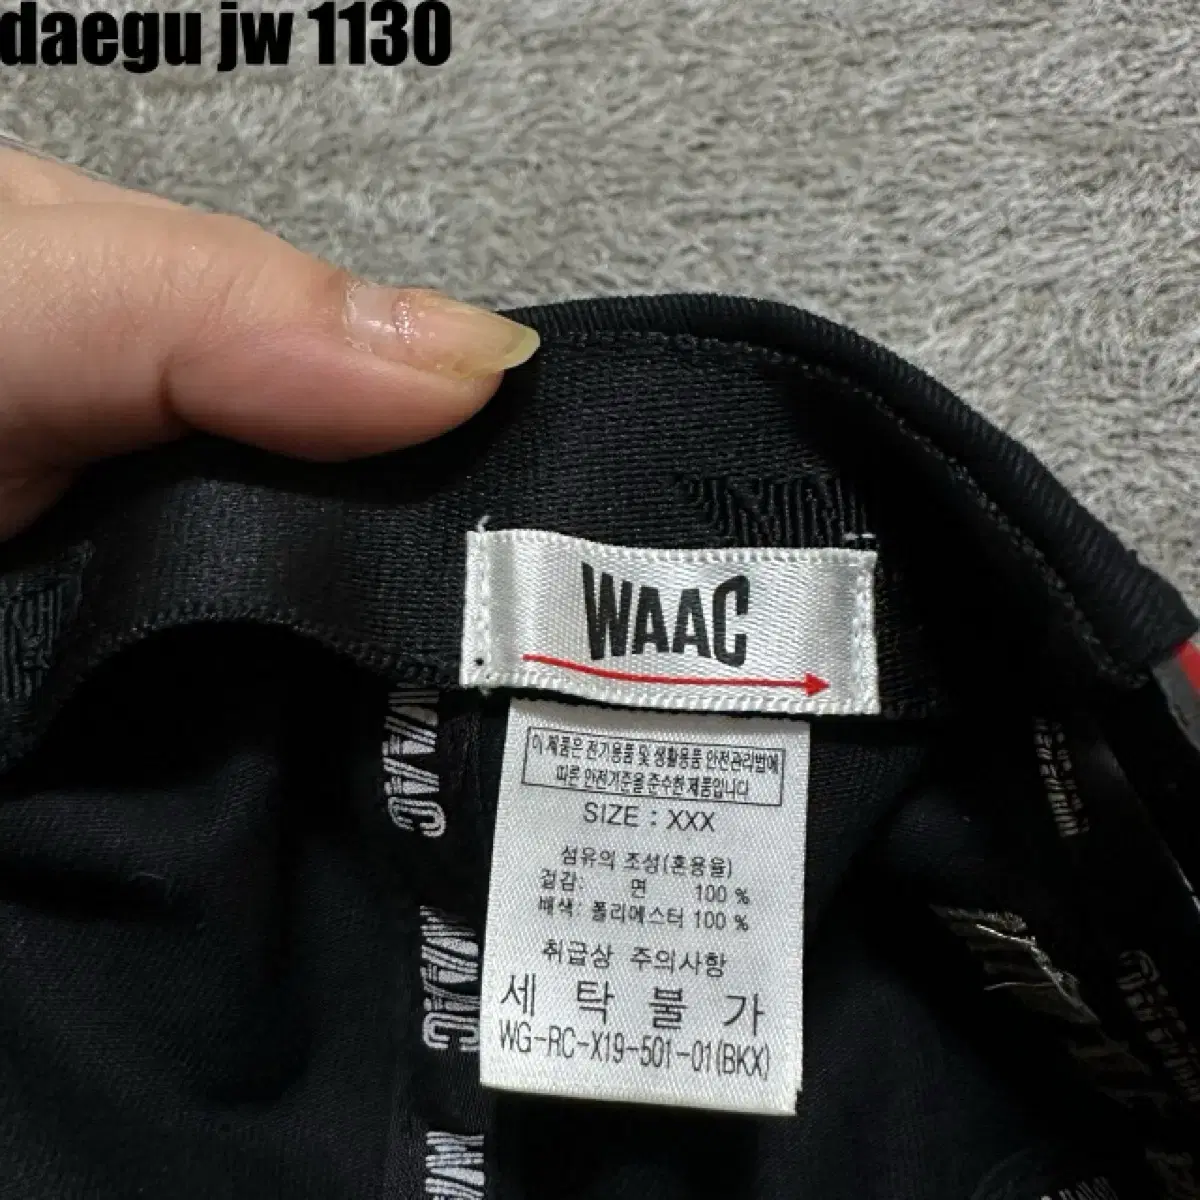 daegu jw 1130
WAAC
이 제품은 전기용품 및 생활용품 안전관리법에
따른 안전기준을 준수한 제품입니다
SIZE : XXX
섬유의 조성(혼용율)
겉감: 면 100 %
배색: 폴리에스터 100 %
취급상 주의사항
세 탁 불 가
WG-RC-X19-501-01(BKX)
WAAC
WAAC